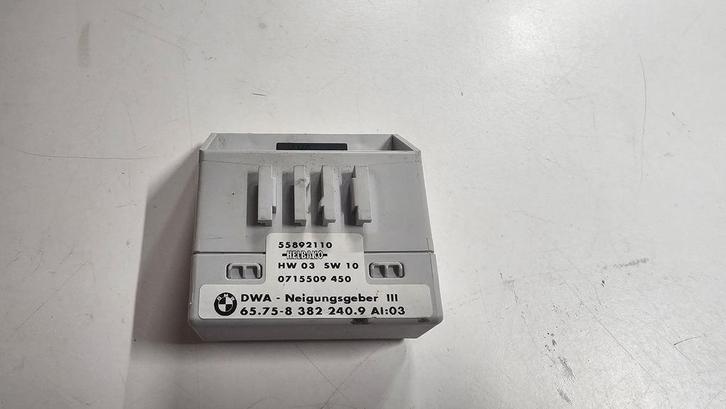 55892110
HELBAKO
HW 03 SW 10
0715509 450
DWA - Neigungsgeber III
65.75-8 382 240.9 AI:03